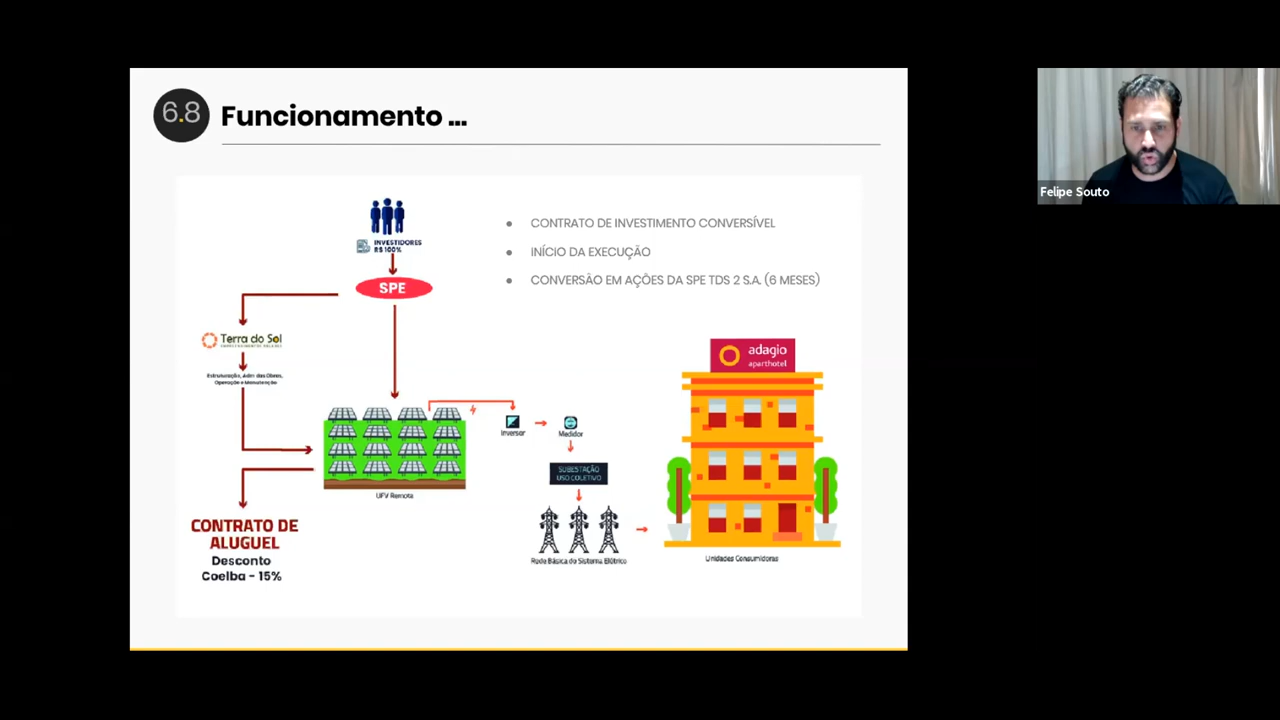 6.8
Funcionamento ...
INVESTIDORES
R$ 100%
SPE
CONTRATO DE INVESTIMENTO CONVERSÍVEL
INÍCIO DA EXECUÇÃO
CONVERSÃO EM AÇÕES DA SPE TDS 2 S.A. (6 MESES)
Terra do Sol
EMPREENDIMENTOS SOLARES
Estruturação, Adm das Obras,
Operação e Manutenção
UFV Remota
CONTRATO DE
ALUGUEL
Desconto
Coelba - 15%
Inversor
Medidor
SUBESTAÇÃO
USO COLETIVO
Rede Básica do Sistema Elétrico
adagio
aparthotel
Unidades Consumidoras
Felipe Souto